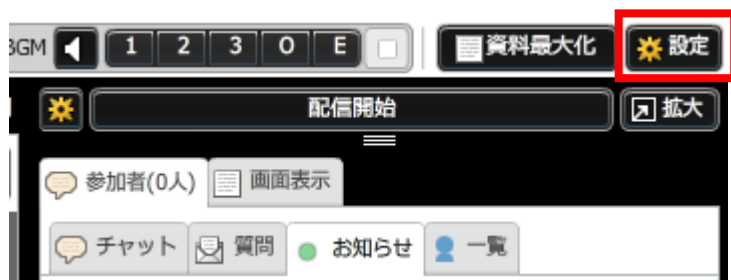 BGM 1 2 3 O E 資料最大化 設定
配信開始 拡大
参加者(0人) 画面表示
チャット 質問 お知らせ 一覧